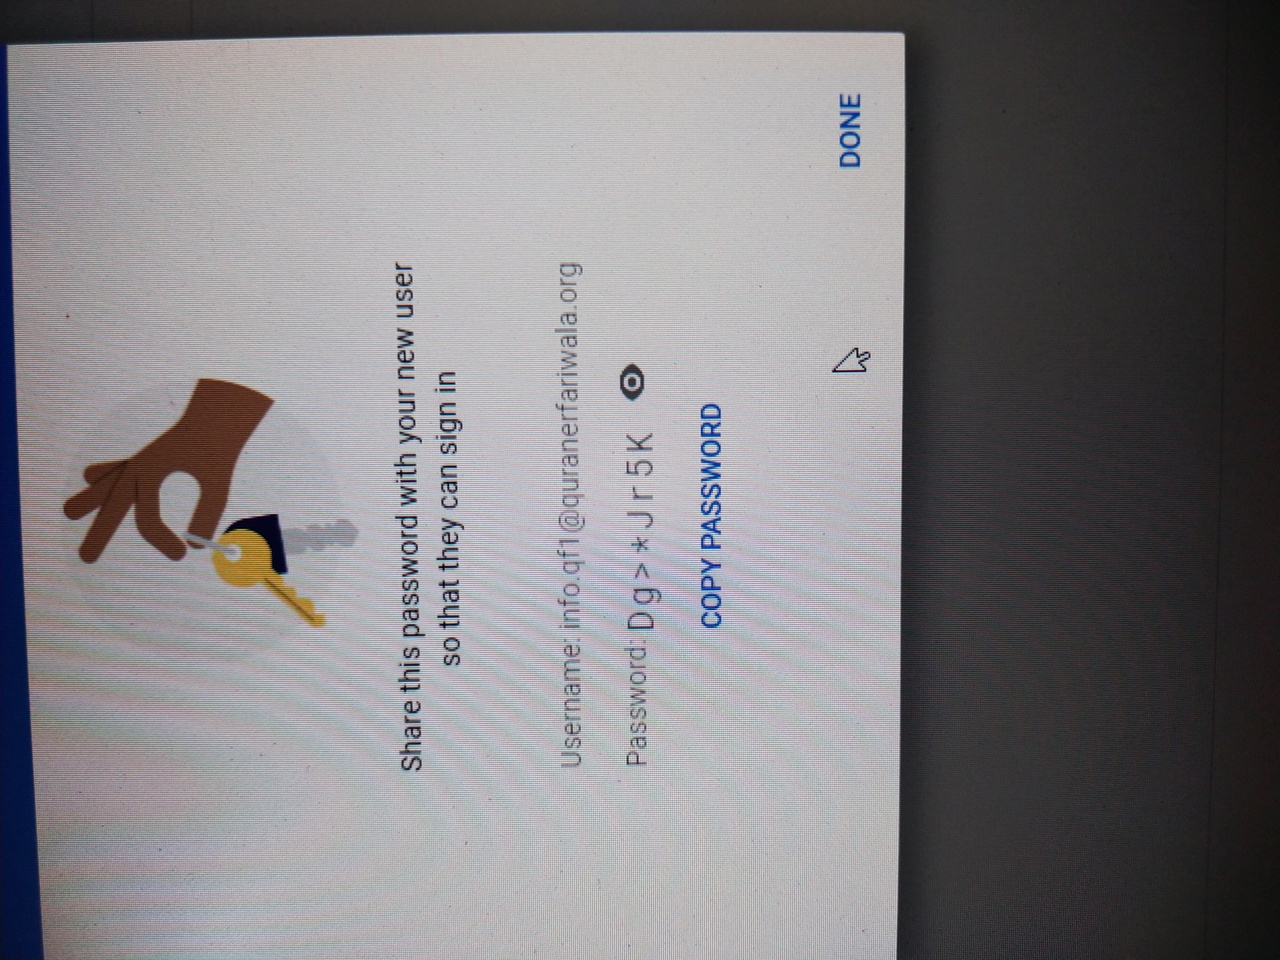 Share this password with your new user
so that they can sign in
Username: info.qf1@quranerfariwala.org
Password: Dg>*Jr5K
COPY PASSWORD
DONE